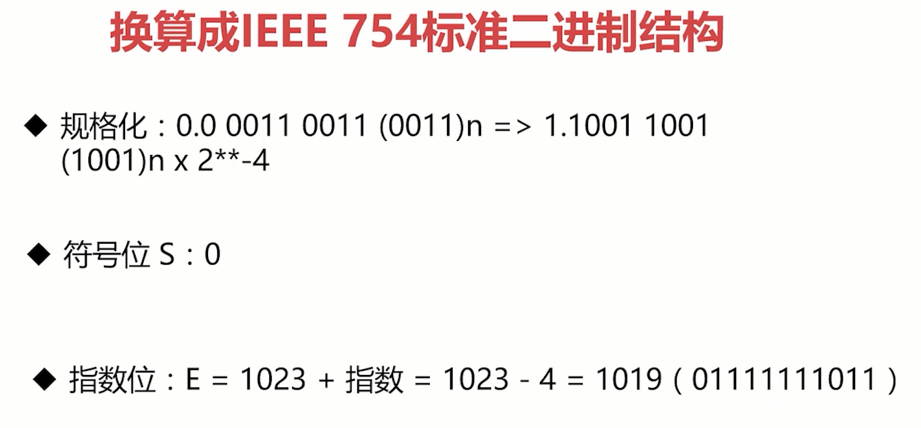 换算成IEEE 754标准二进制结构
◆ 规格化：0.0 0011 0011 (0011)n => 1.1001 1001
(1001)n x 2**-4
◆ 符号位 S：0
◆ 指数位：E = 1023 + 指数 = 1023 - 4 = 1019（01111111011）